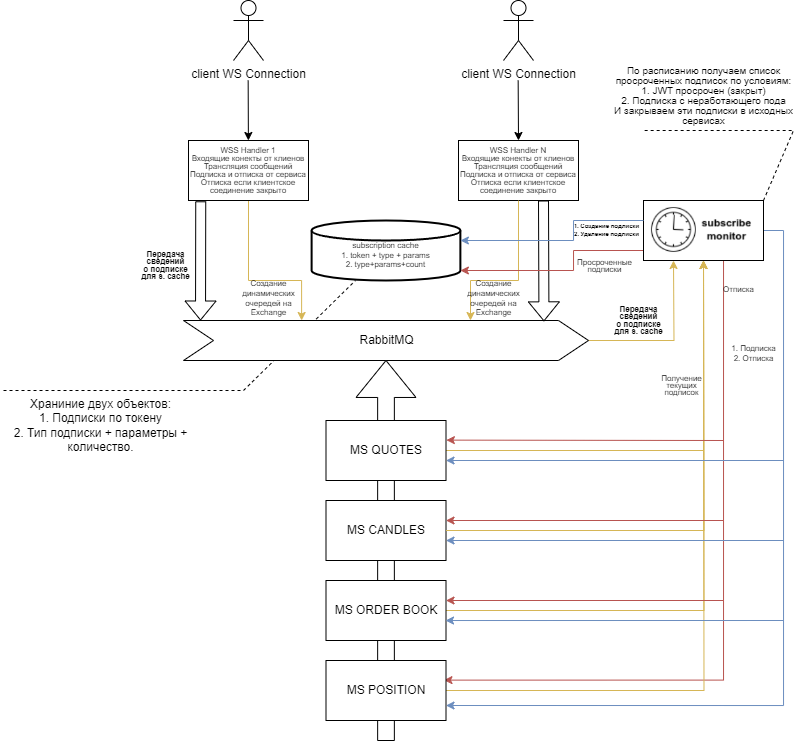 client WS Connection
client WS Connection
По расписанию получаем список
просроченных подписок по условиям:
1. JWT просрочен (закрыт)
2. Подписка с неработающего пода
И закрываем эти подписки в исходных
сервисах
WSS Handler 1
Входящие конекты от клиенов
Трансляция сообщений
Подписка и отписка от сервиса
Отписка если клиентское
соединение закрыто
WSS Handler N
Входящие конекты от клиенов
Трансляция сообщений
Подписка и отписка от сервиса
Отписка если клиентское
соединение закрыто
subscribe
monitor
1. Создание подписки
2. Удаление подписки
subscription cache
1. token + type + params
2. type+params+count
Просроченные
подписки
Передача
сведений
о подписке
для s. cache
Создание
динамических
очередей на
Exchange
Создание
динамических
очередей на
Exchange
Отписка
Передача
сведений
о подписке
для s. cache
RabbitMQ
1. Подписка
2. Отписка
Получение
текущих
подписок
Храниние двух объектов:
1. Подписки по токену
2. Тип подписки + параметры +
количество.
MS QUOTES
MS CANDLES
MS ORDER BOOK
MS POSITION